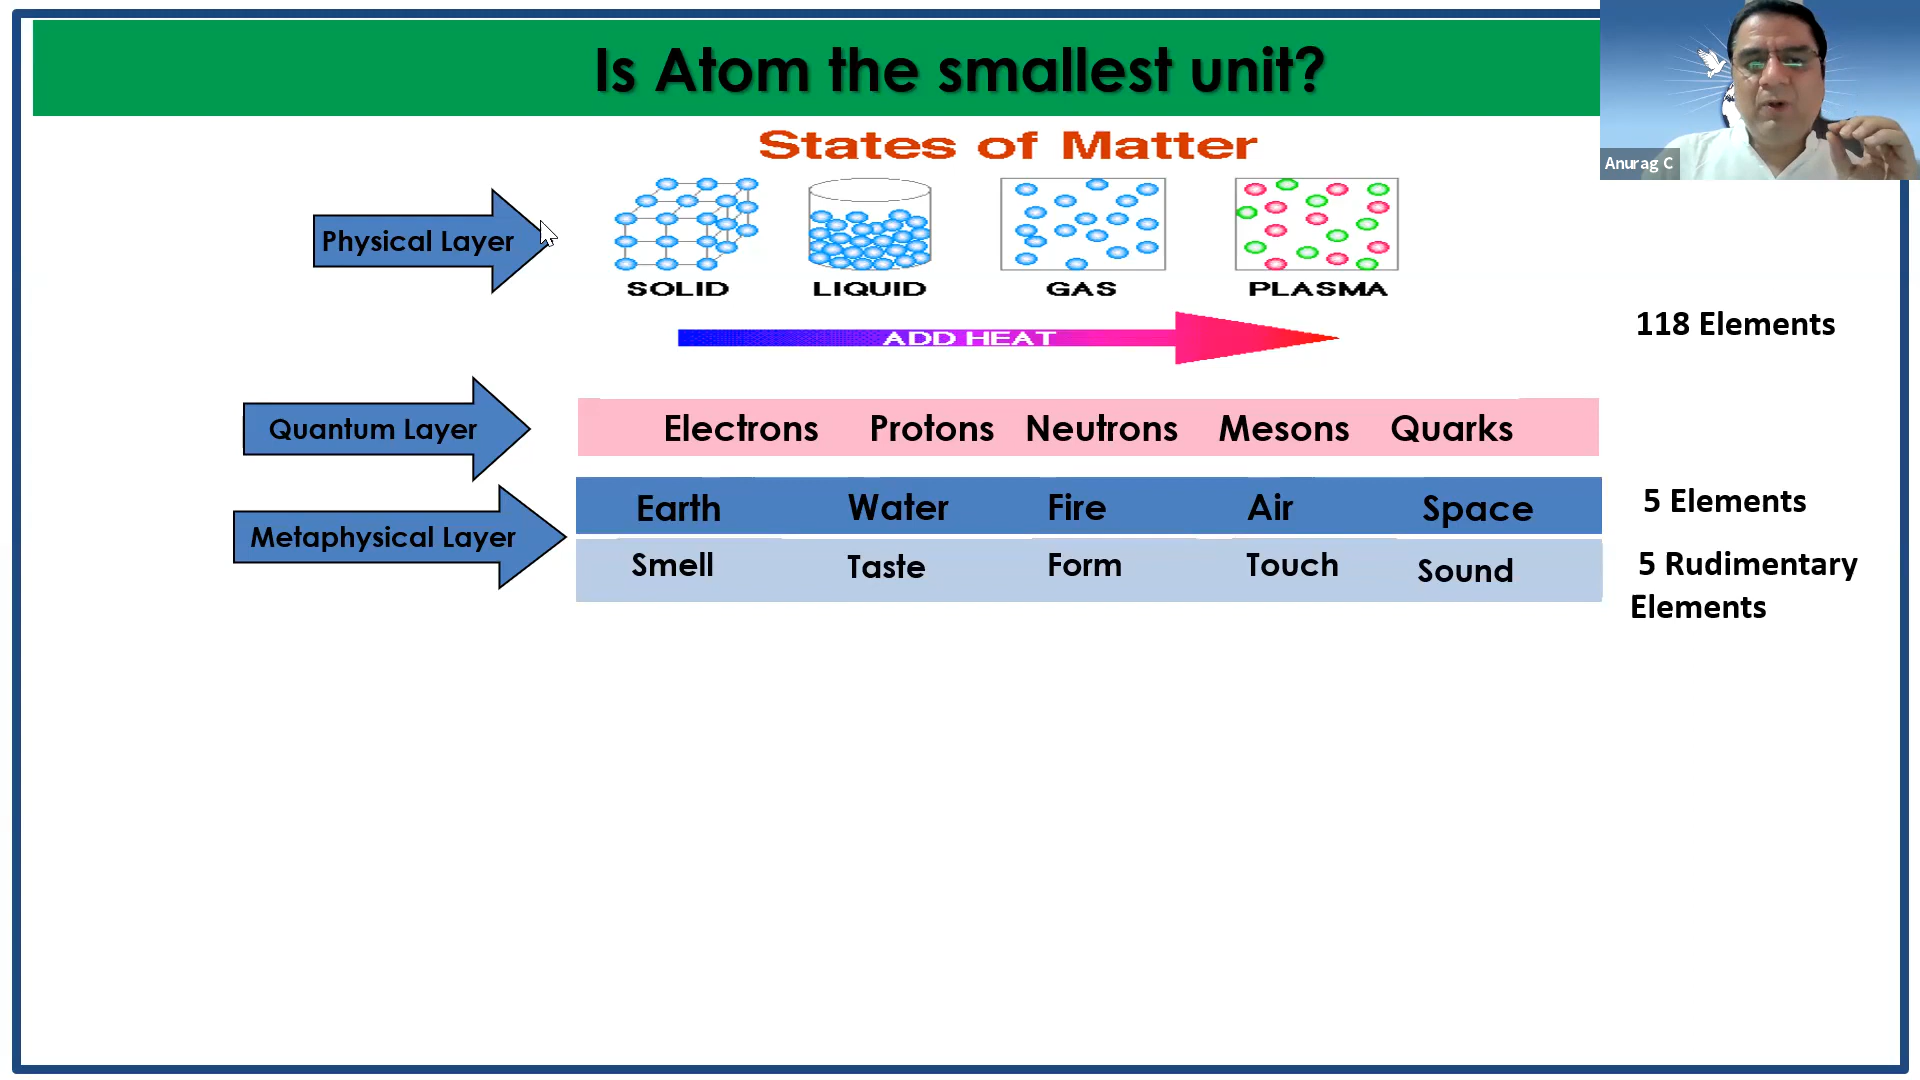 Is Atom the smallest unit?
Anurag C
States of Matter
Physical Layer
SOLID LIQUID GAS PLASMA
ADD HEAT
118 Elements
Quantum Layer
Electrons Protons Neutrons Mesons Quarks
Metaphysical Layer
Earth Water Fire Air Space
5 Elements
Smell Taste Form Touch Sound
5 Rudimentary
Elements